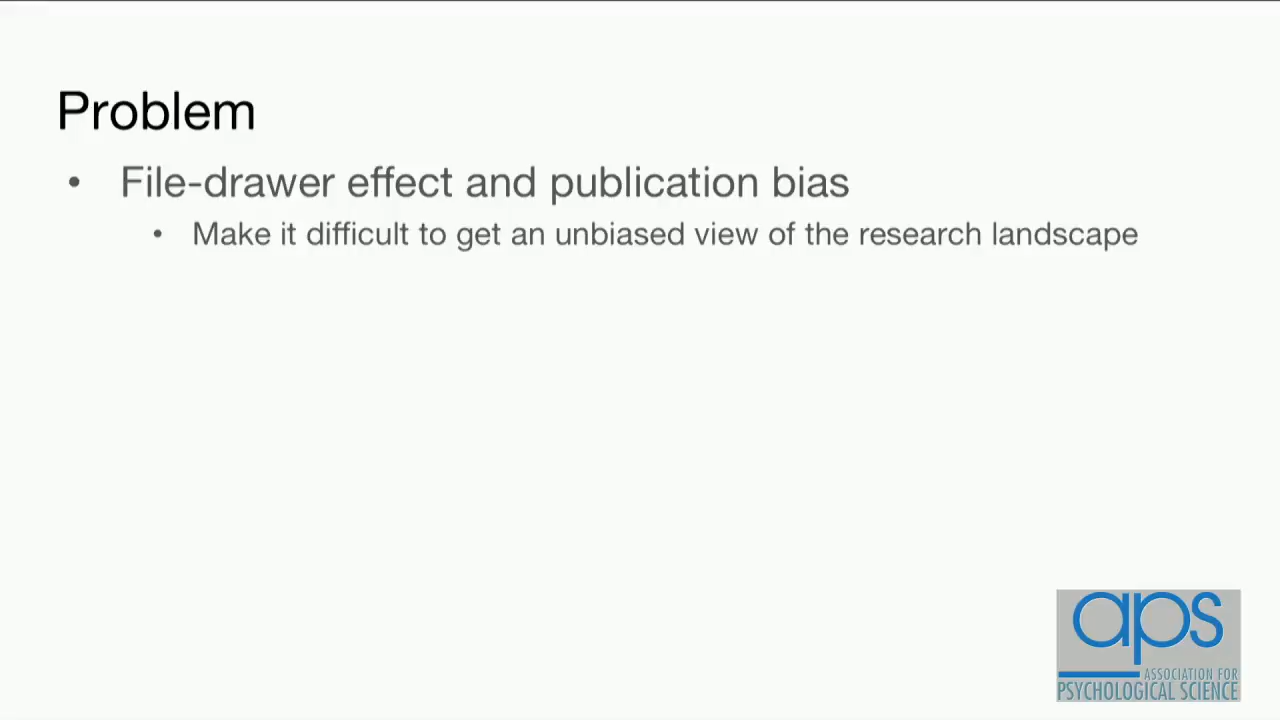 Problem
• File-drawer effect and publication bias
• Make it difficult to get an unbiased view of the research landscape
aps
ASSOCIATION FOR
PSYCHOLOGICAL SCIENCE